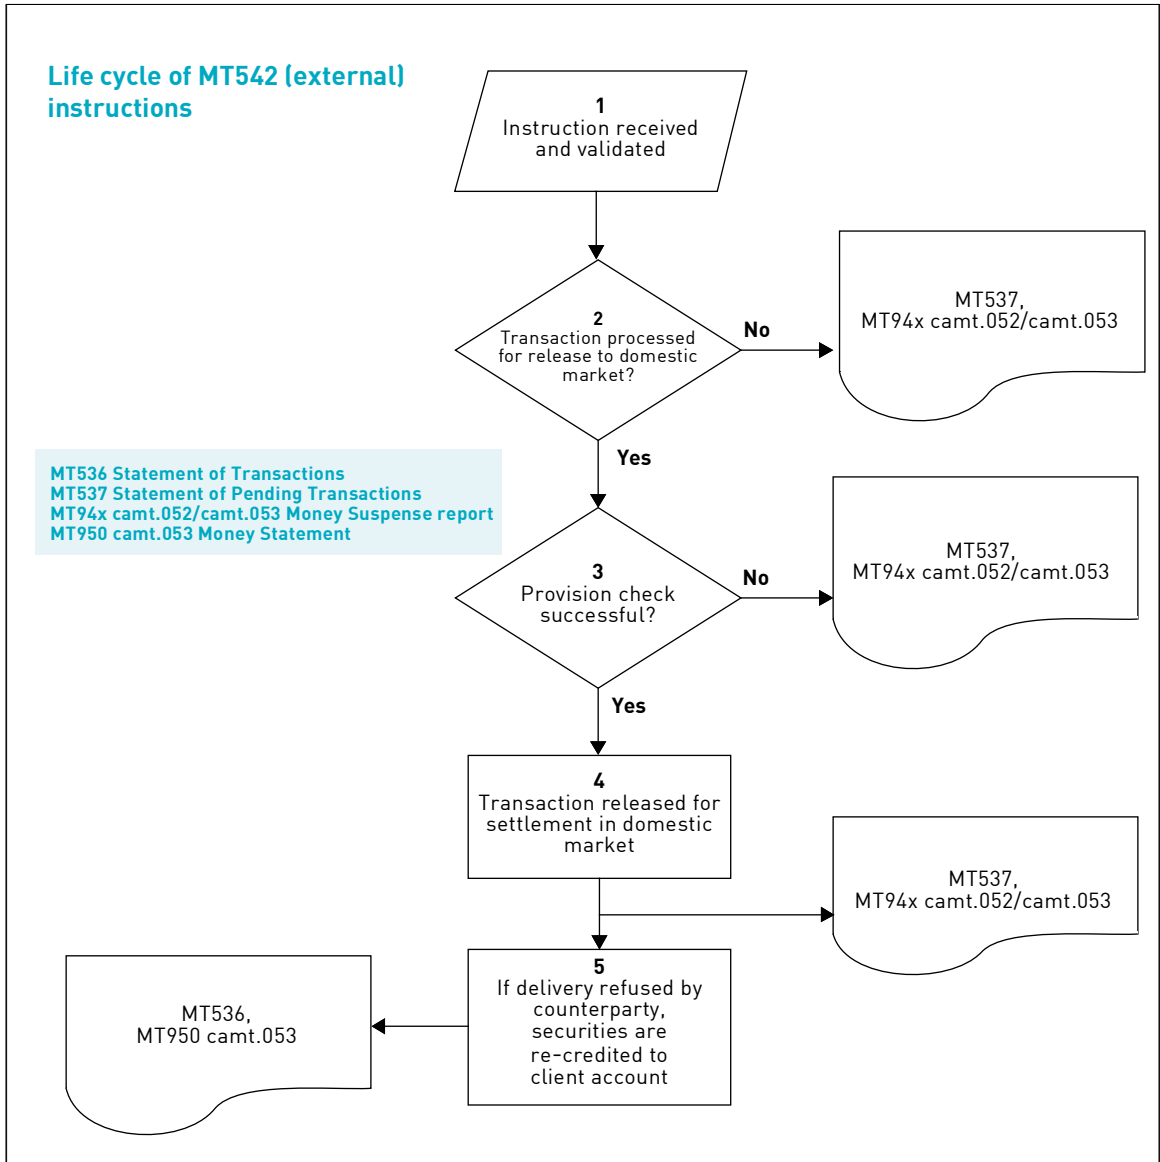 Life cycle of MT542 (external)
instructions
1
Instruction received
and validated
2
Transaction processed
for release to domestic
market?
No
MT537,
MT94x camt.052/camt.053
Yes
MT536 Statement of Transactions
MT537 Statement of Pending Transactions
MT94x camt.052/camt.053 Money Suspense report
MT950 camt.053 Money Statement
3
Provision check
successful?
No
MT537,
MT94x camt.052/camt.053
Yes
4
Transaction released for
settlement in domestic
market
MT537,
MT94x camt.052/camt.053
5
If delivery refused by
counterparty,
securities are
re-credited to
client account
MT536,
MT950 camt.053